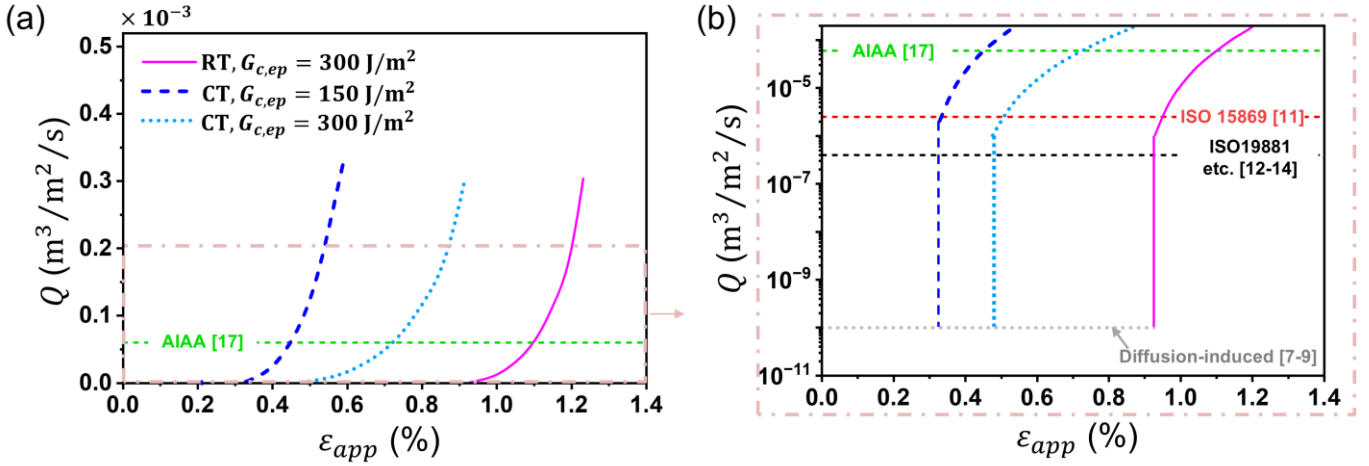 (a)
× 10⁻³
Q (m³/m²/s)
0.5
0.4
0.3
0.2
0.1
0.0
RT, G_c,ep = 300 J/m²
CT, G_c,ep = 150 J/m²
CT, G_c,ep = 300 J/m²
AIAA [17]
0.0 0.2 0.4 0.6 0.8 1.0 1.2 1.4
ε_app (%)
(b)
Q (m³/m²/s)
10⁻⁵
10⁻⁷
10⁻⁹
10⁻¹¹
AIAA [17]
ISO 15869 [11]
ISO19881
etc. [12-14]
Diffusion-induced [7-9]
0.0 0.2 0.4 0.6 0.8 1.0 1.2 1.4
ε_app (%)